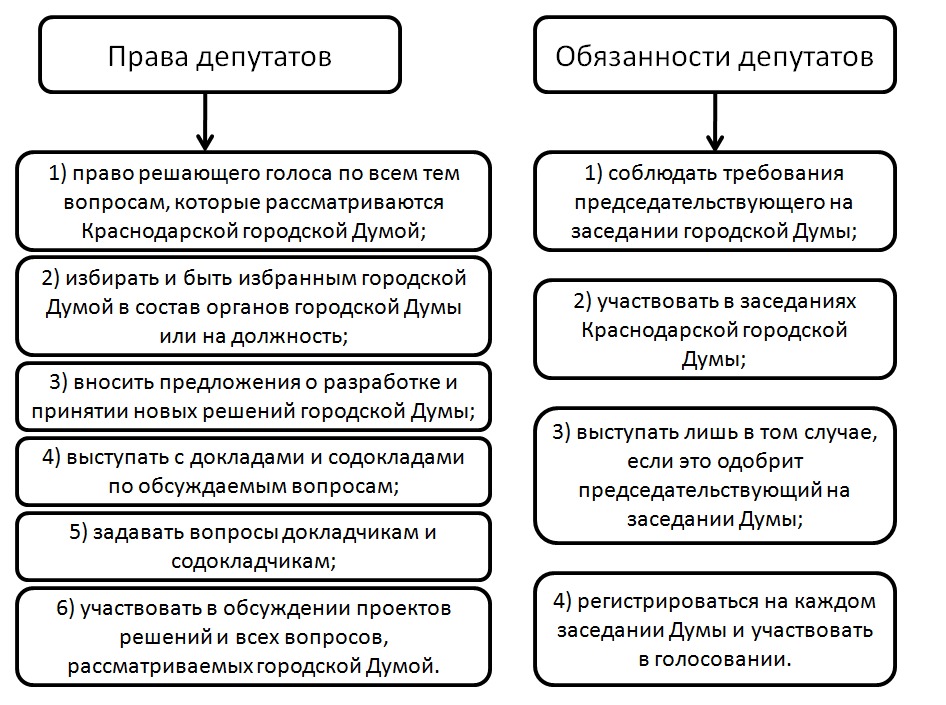 Права депутатов
1) право решающего голоса по всем тем
вопросам, которые рассматриваются
Краснодарской городской Думой;
2) избирать и быть избранным городской
Думой в состав органов городской Думы
или на должность;
3) вносить предложения о разработке и
принятии новых решений городской Думы;
4) выступать с докладами и содокладами
по обсуждаемым вопросам;
5) задавать вопросы докладчикам и
содокладчикам;
6) участвовать в обсуждении проектов
решений и всех вопросов,
рассматриваемых городской Думой.
Обязанности депутатов
1) соблюдать требования
председательствующего на
заседании городской Думы;
2) участвовать в заседаниях
Краснодарской городской
Думы;
3) выступать лишь в том случае,
если это одобрит
председательствующий на
заседании Думы;
4) регистрироваться на каждом
заседании Думы и участвовать
в голосовании.